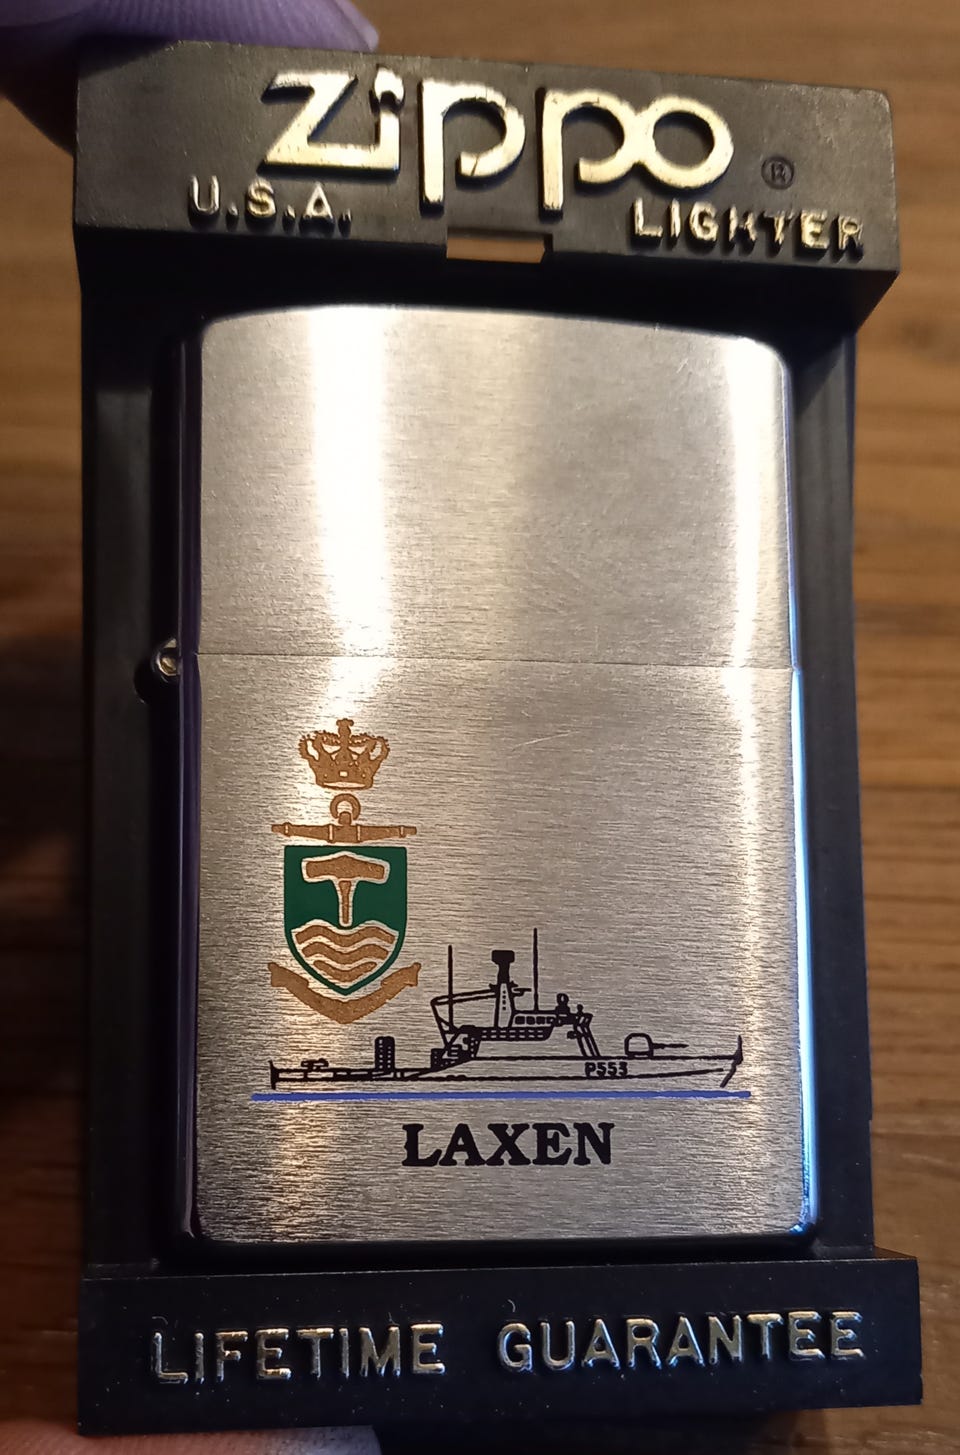 Zippo ®
U.S.A. LIGHTER
P553
LAXEN
LIFETIME GUARANTEE